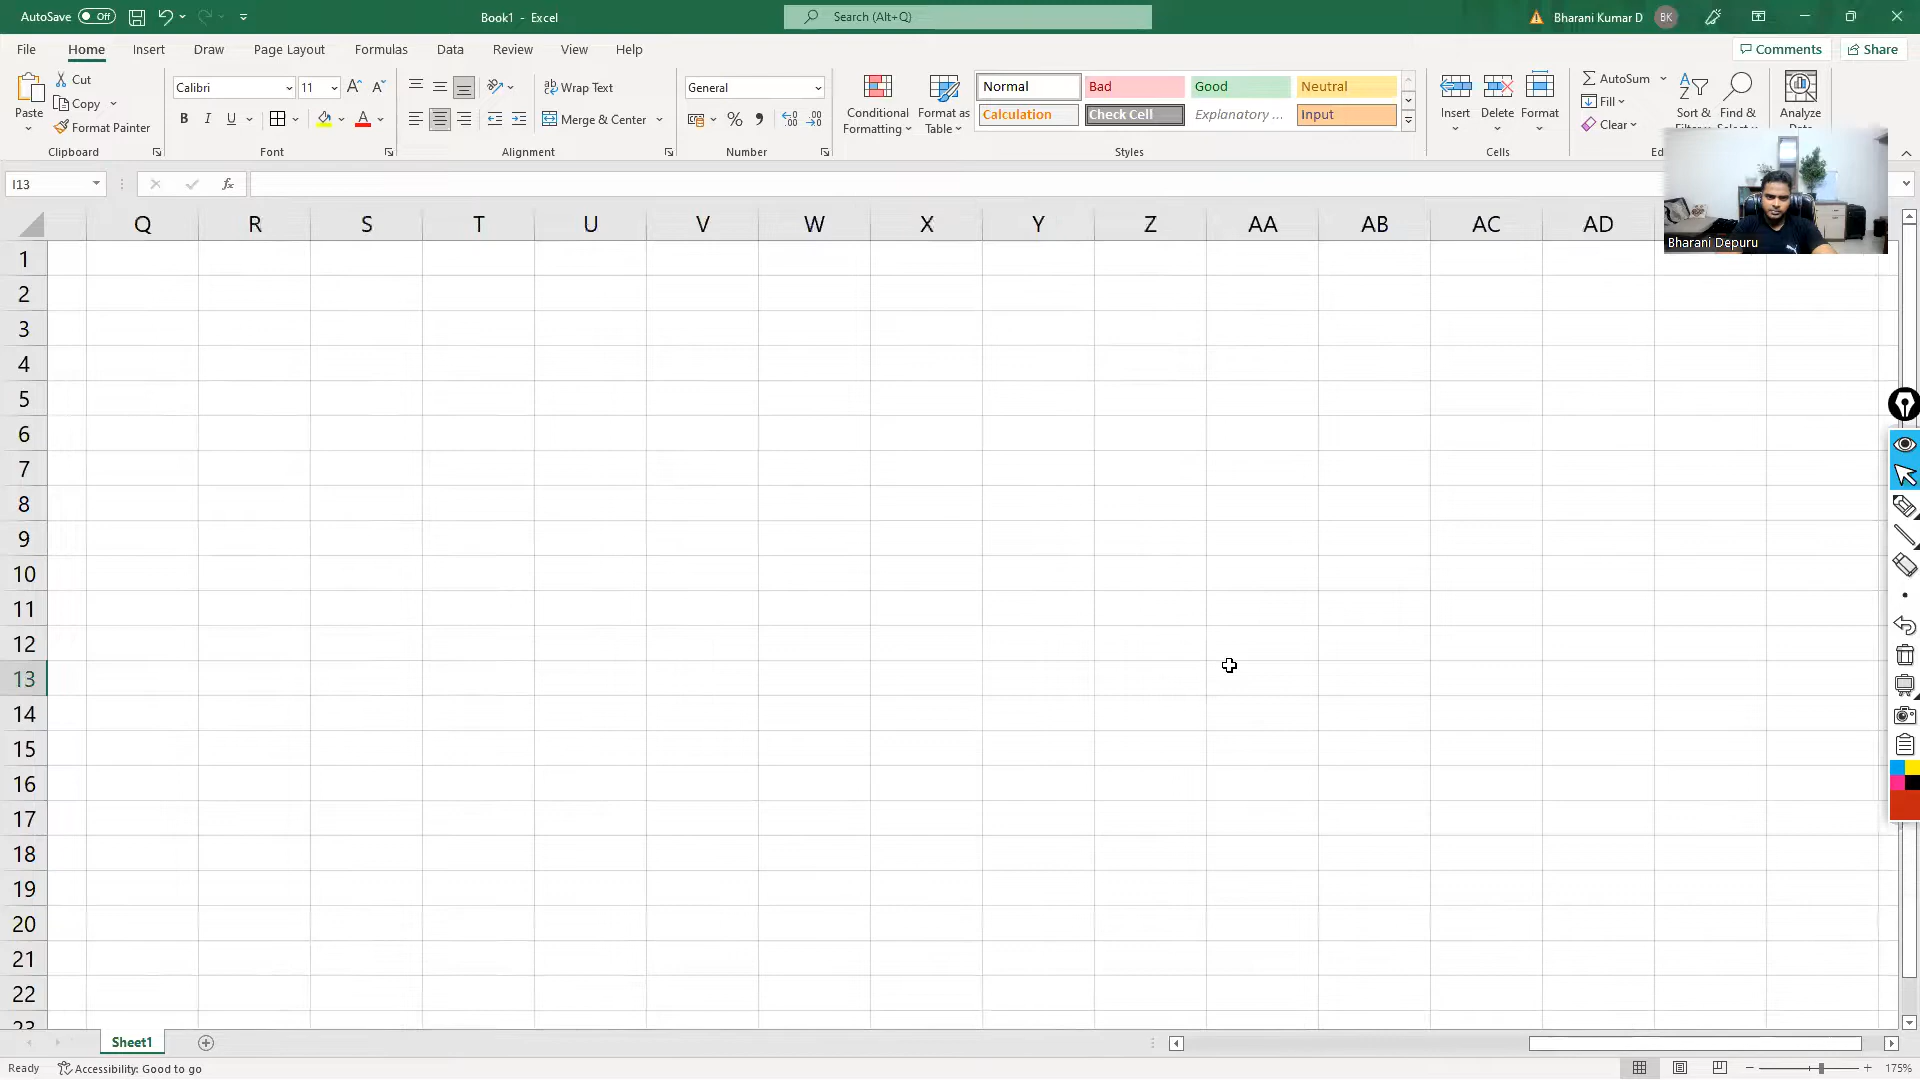 AutoSave Off Book1 - Excel Search (Alt+Q) Bharani Kumar D BK
File Home Insert Draw Page Layout Formulas Data Review View Help Comments Share
Paste
Cut
Copy
Format Painter
Clipboard
Calibri 11
B I U
Font
Wrap Text
Merge & Center
Alignment
General
Number
Conditional Formatting
Format as Table
Normal Bad Good Neutral
Calculation Check Cell Explanatory ... Input
Styles
Insert Delete Format
Cells
AutoSum
Fill
Clear
Sort &
Find &
Analyze
Bharani Depuru
I13 fx
Q R S T U V W X Y Z AA AB AC AD
1
2
3
4
5
6
7
8
9
10
11
12
13
14
15
16
17
18
19
20
21
22
23
Sheet1
Ready Accessibility: Good to go 175%